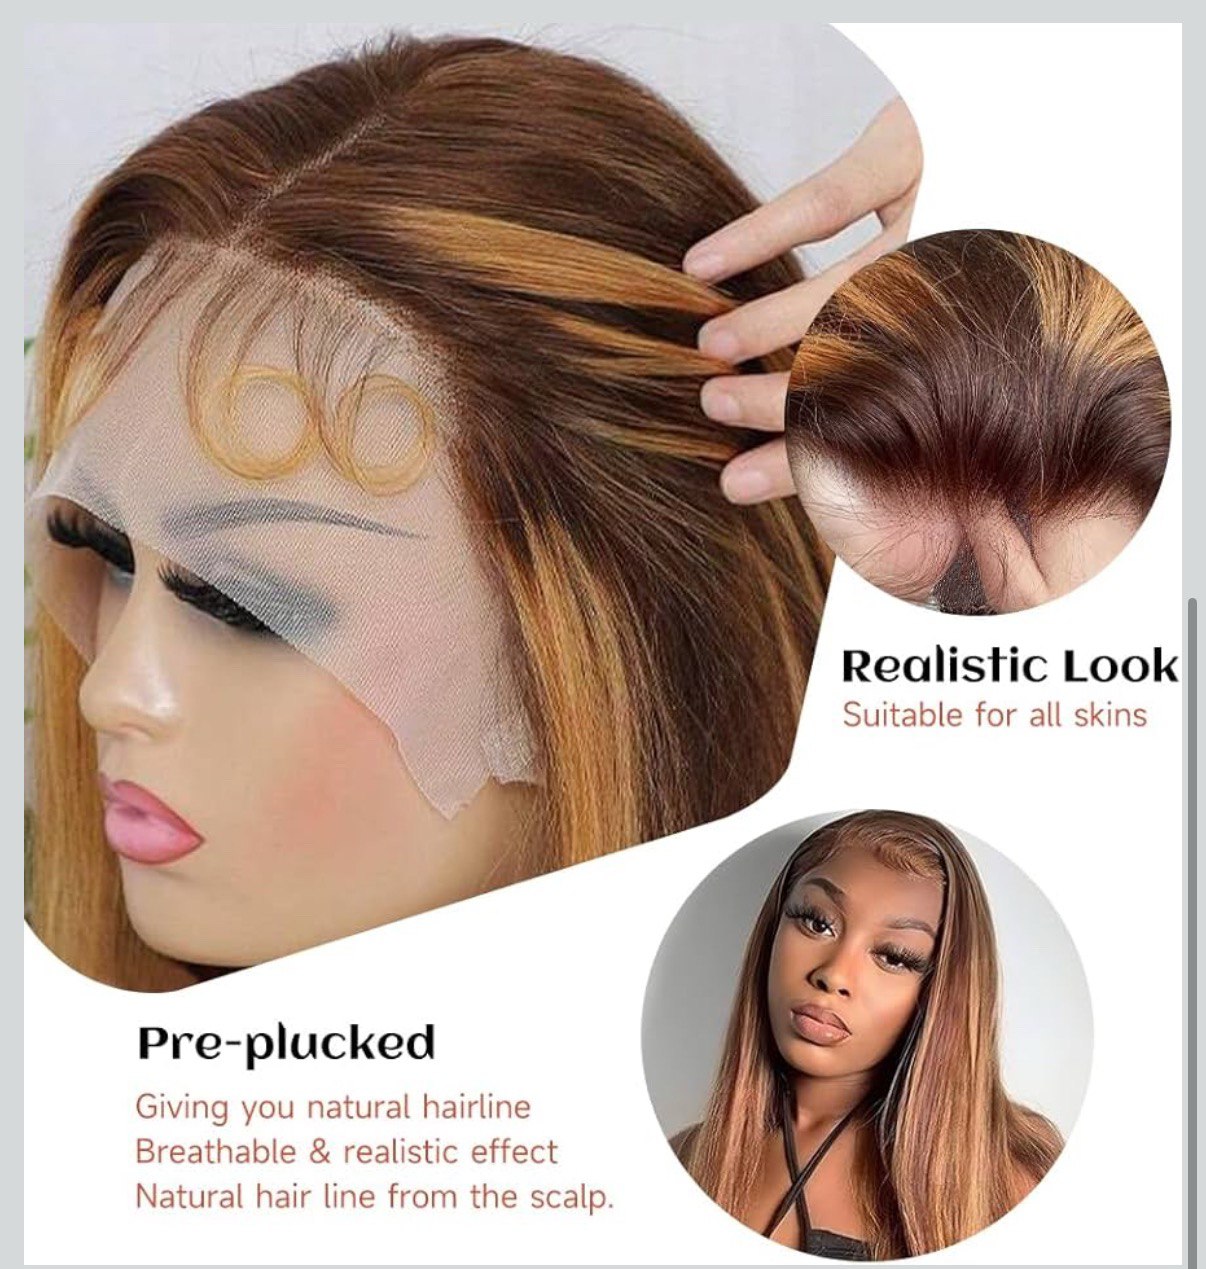 Realistic Look
Suitable for all skins
Pre-plucked
Giving you natural hairline
Breathable & realistic effect
Natural hair line from the scalp.